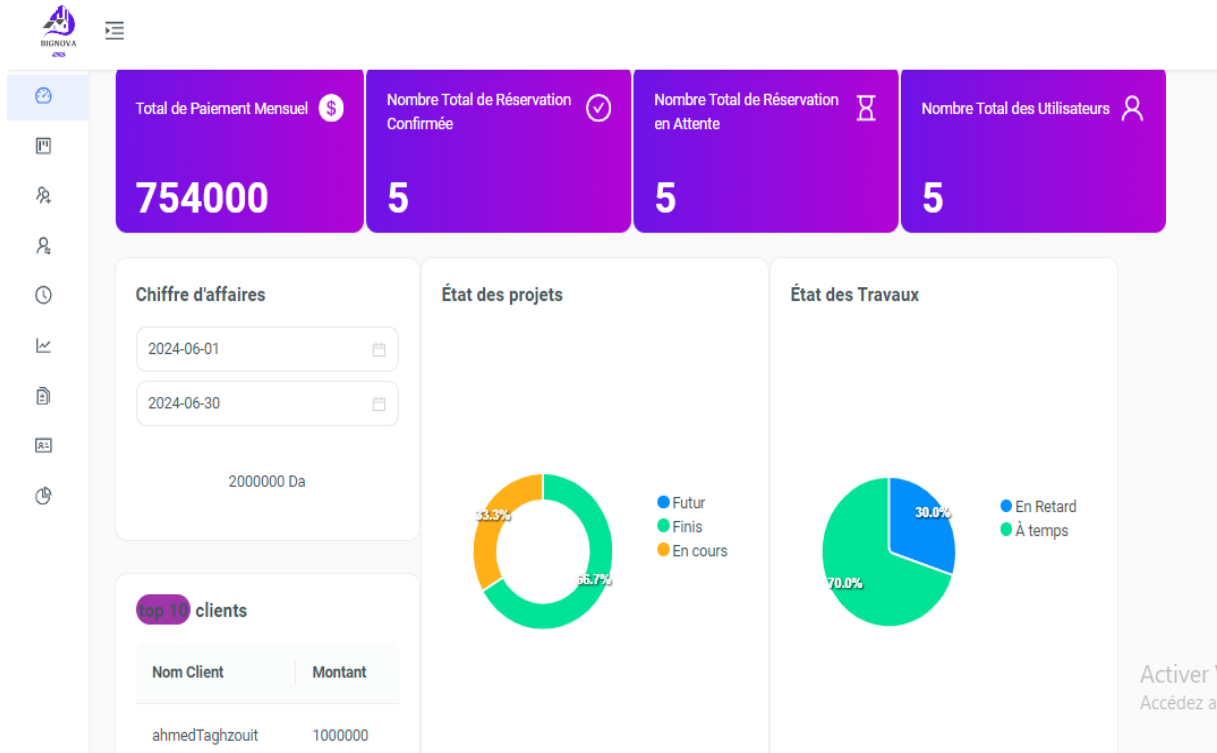 BIGNOVA
Total de Paiement Mensuel
$
754000
Nombre Total de Réservation
Confirmée
5
Nombre Total de Réservation
en Attente
5
Nombre Total des Utilisateurs
5
Chiffre d'affaires
2024-06-01
2024-06-30
2000000 Da
État des projets
33.3%
66.7%
Futur
Finis
En cours
État des Travaux
30.0%
70.0%
En Retard
À temps
top 10 clients
Nom Client Montant
ahmedTaghzouit 1000000
Activer
Accédez a